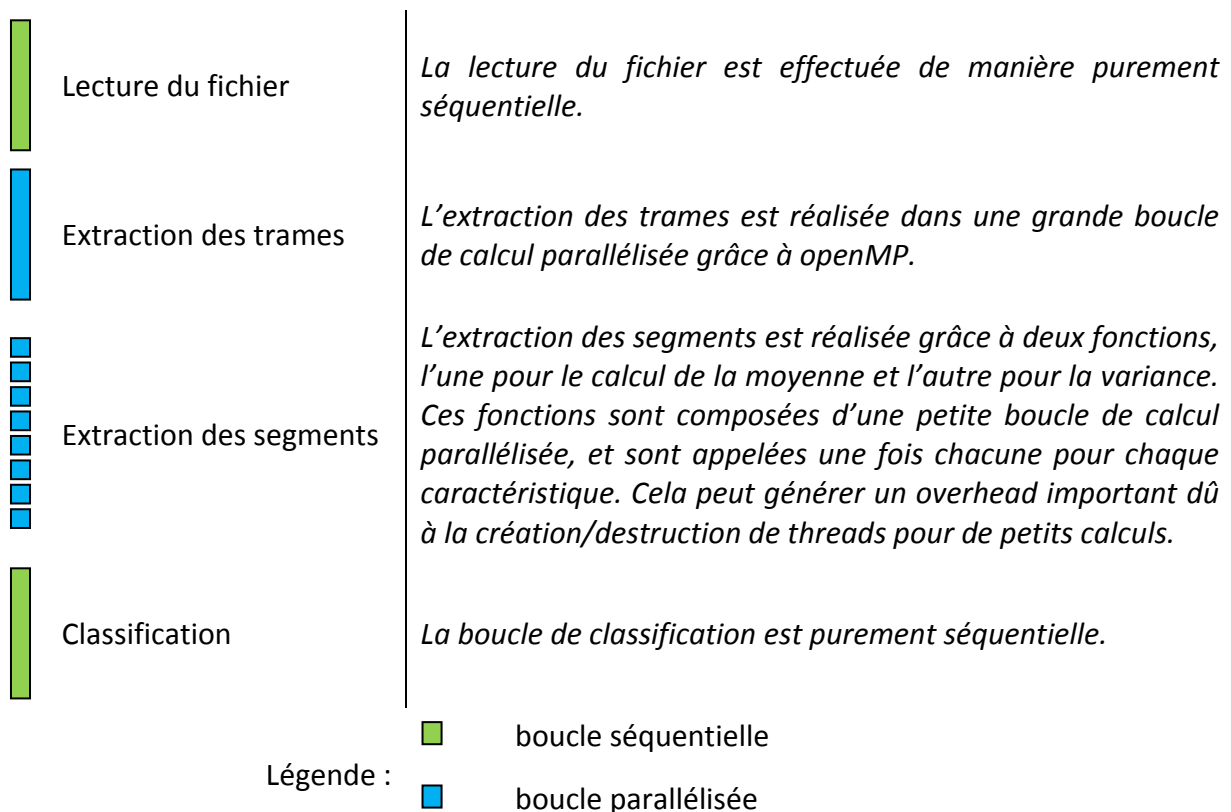 Lecture du fichier
La lecture du fichier est effectuée de manière purement
séquentielle.
Extraction des trames
L’extraction des trames est réalisée dans une grande boucle
de calcul parallélisée grâce à openMP.
Extraction des segments
L’extraction des segments est réalisée grâce à deux fonctions,
l’une pour le calcul de la moyenne et l’autre pour la variance.
Ces fonctions sont composées d’une petite boucle de calcul
parallélisée, et sont appelées une fois chacune pour chaque
caractéristique. Cela peut générer un overhead important dû
à la création/destruction de threads pour de petits calculs.
Classification
La boucle de classification est purement séquentielle.
Légende :
boucle séquentielle
boucle parallélisée